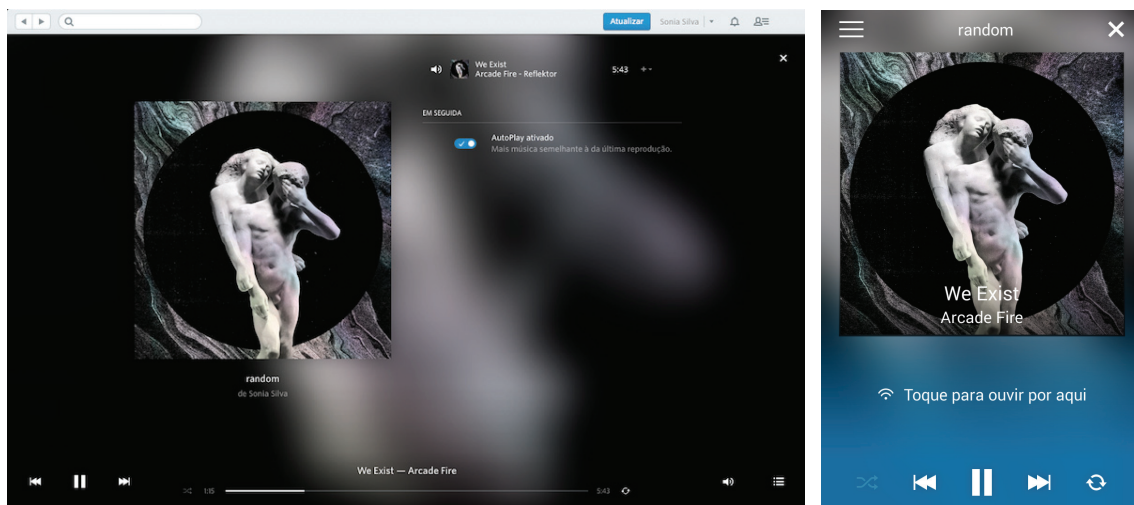 Atualizar
Sonia Silva
We Exist
Arcade Fire - Reflektor
5:43
EM SEGUIDA
AutoPlay ativado
Mais música semelhante à da última reprodução.
random
de Sonia Silva
We Exist — Arcade Fire
1:15
5:43
random
We Exist
Arcade Fire
Toque para ouvir por aqui